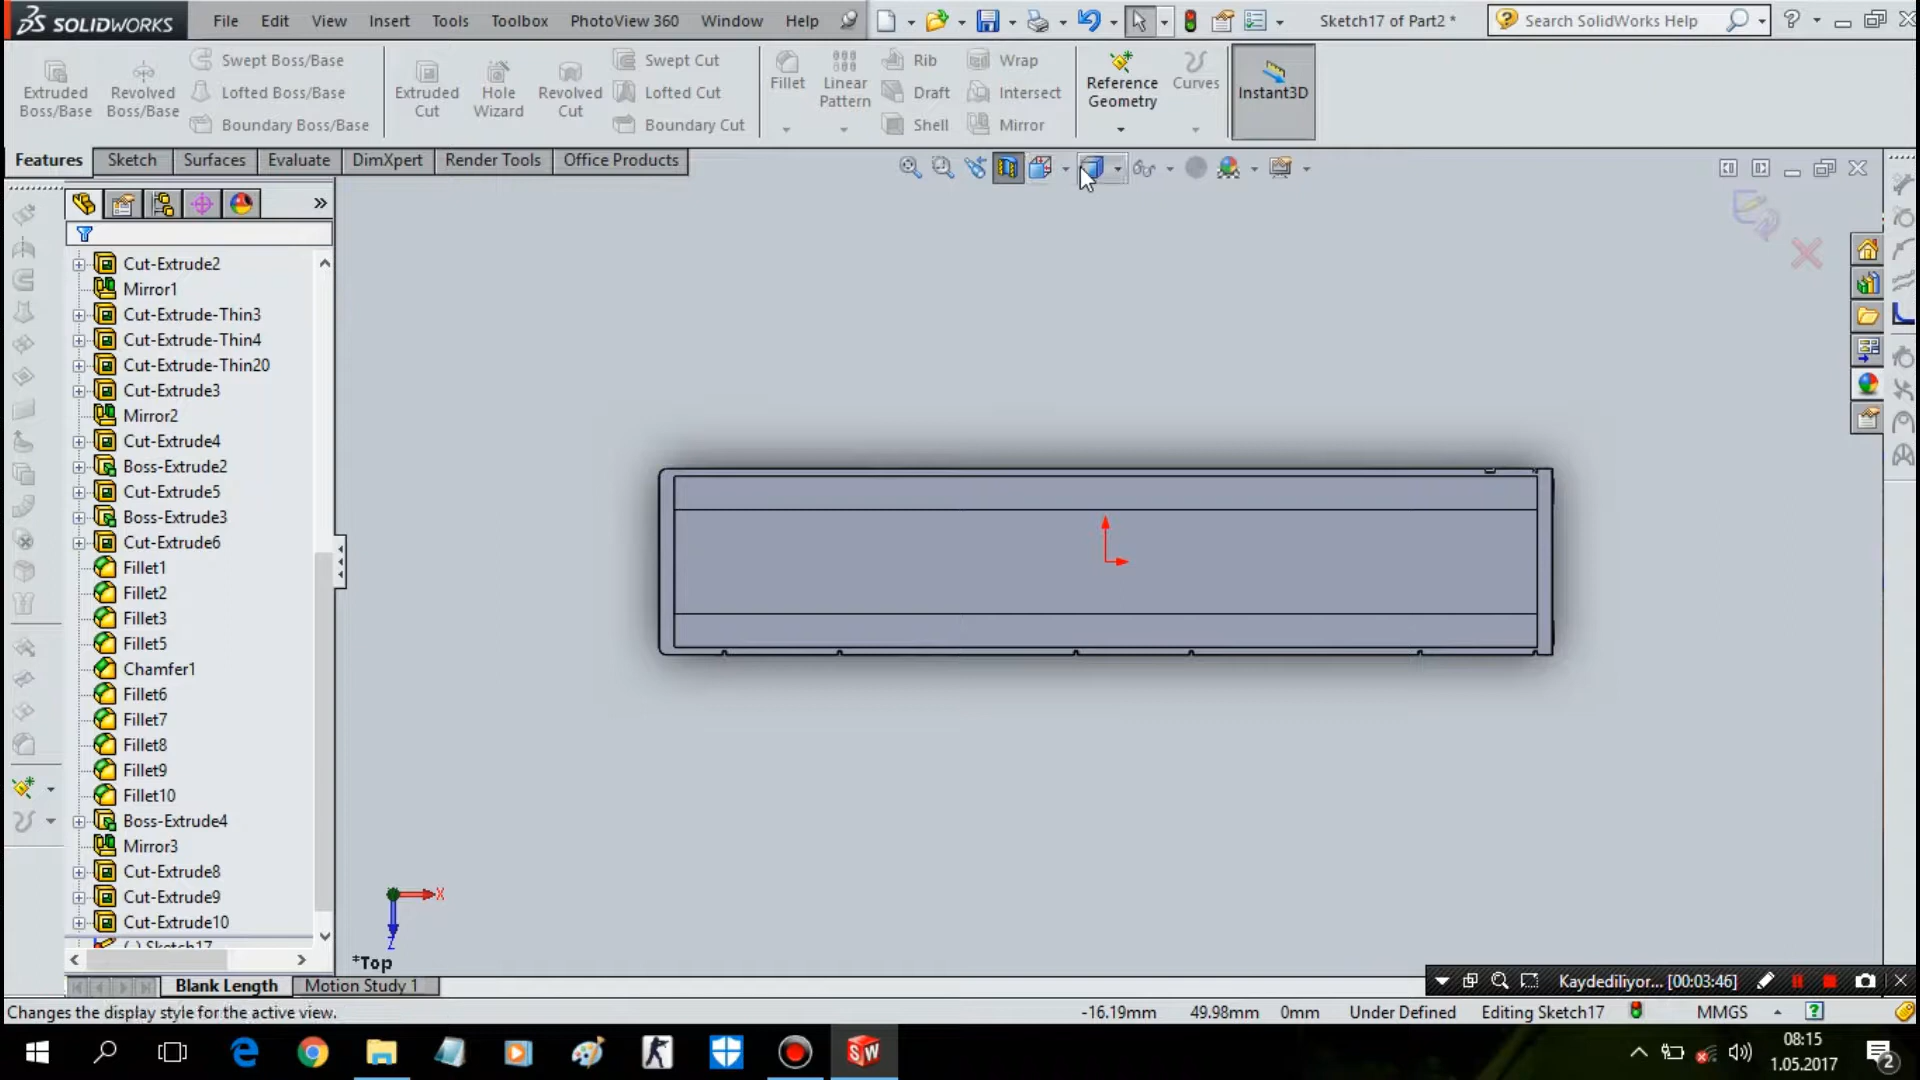 SOLIDWORKS File Edit View Insert Tools Toolbox PhotoView 360 Window Help Sketch17 of Part2 * Search SolidWorks Help
Extruded Boss/Base
Revolved Boss/Base
Swept Boss/Base
Lofted Boss/Base
Boundary Boss/Base
Extruded Cut
Hole Wizard
Revolved Cut
Swept Cut
Lofted Cut
Boundary Cut
Fillet
Linear Pattern
Rib
Draft
Shell
Wrap
Intersect
Mirror
Reference Geometry
Curves
Instant3D
Features Sketch Surfaces Evaluate DimXpert Render Tools Office Products
Cut-Extrude2
Mirror1
Cut-Extrude-Thin3
Cut-Extrude-Thin4
Cut-Extrude-Thin20
Cut-Extrude3
Mirror2
Cut-Extrude4
Boss-Extrude2
Cut-Extrude5
Boss-Extrude3
Cut-Extrude6
Fillet1
Fillet2
Fillet3
Fillet5
Chamfer1
Fillet6
Fillet7
Fillet8
Fillet9
Fillet10
Boss-Extrude4
Mirror3
Cut-Extrude8
Cut-Extrude9
Cut-Extrude10
(-) Sketch17
X
Z
*Top
Blank Length Motion Study 1
Kaydediliyor... [00:03:46]
Changes the display style for the active view. -16.19mm 49.98mm 0mm Under Defined Editing Sketch17 MMGS
08:15
1.05.2017
2